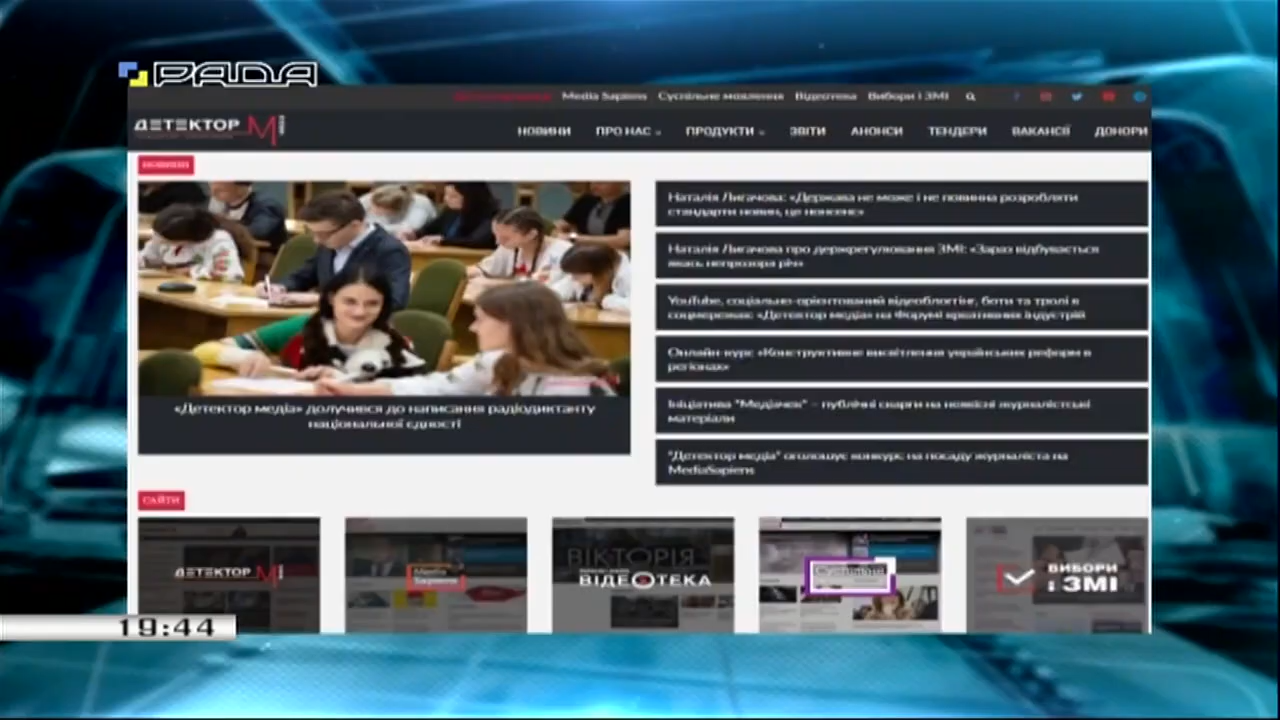 РАДА
Media Sapiens Суспільне мовлення Відеотека Вибори і ЗМІ
ДЕТЕКТОР М
НОВИНИ ПРО НАС ПРОДУКТИ ЗВІТИ АНОНСИ ТЕНДЕРИ ВАКАНСІЇ ДОНОРИ
НОВИНИ
«Детектор медіа» долучився до написання радіодиктанту
національної єдності
Наталія Лигачова: «Держава не може і не повинна розробляти
стандарти новин, це нонсенс»
Наталія Лигачова про держрегулювання ЗМІ: «Зараз відбувається
якась непрозора річ»
YouTube, соціально-орієнтований відеоблогінг, боти та тролі в
соцмережах: «Детектор медіа» на Форумі креативних індустрій
Онлайн-курс «Конструктивне висвітлення українських реформ в
регіонах»
Ініціатива "Медіачек" – публічні скарги на неякісні журналістські
матеріали
"Детектор медіа" оголошує конкурс на посаду журналіста на
MediaSapiens
САЙТИ
ДЕТЕКТОР М
Media
Sapiens
ВІКТОРІЯ
ВІДЕОТЕКА
ВИБОРИ
і ЗМІ
19:44